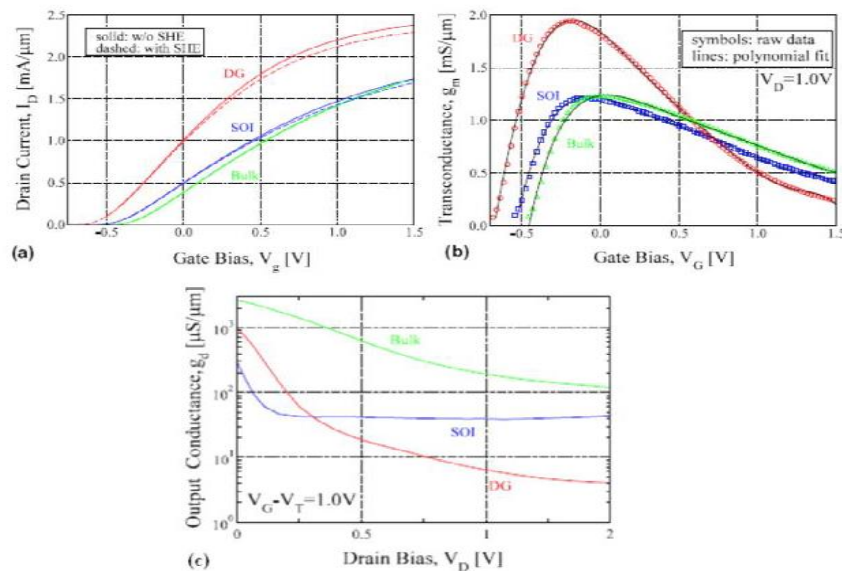 solid: w/o SHE
dashed: with SHE
DG
SOI
Bulk
Drain Current, I_D [mA/μm]
2.5
2.0
1.5
1.0
0.5
0.0
-0.5
0.0
0.5
1.0
1.5
Gate Bias, V_g [V]
(a)
DG
symbols: raw data
lines: polynomial fit
V_D=1.0V
SOI
Bulk
Transconductance, g_m [mS/μm]
2.0
1.5
1.0
0.5
0.0
-0.5
0.0
0.5
1.0
1.5
Gate Bias, V_G [V]
(b)
Bulk
SOI
DG
V_G-V_T=1.0V
Output Conductance, g_d [μS/μm]
10^3
10^2
10^1
10^0
0
0.5
1
2
Drain Bias, V_D [V]
(c)